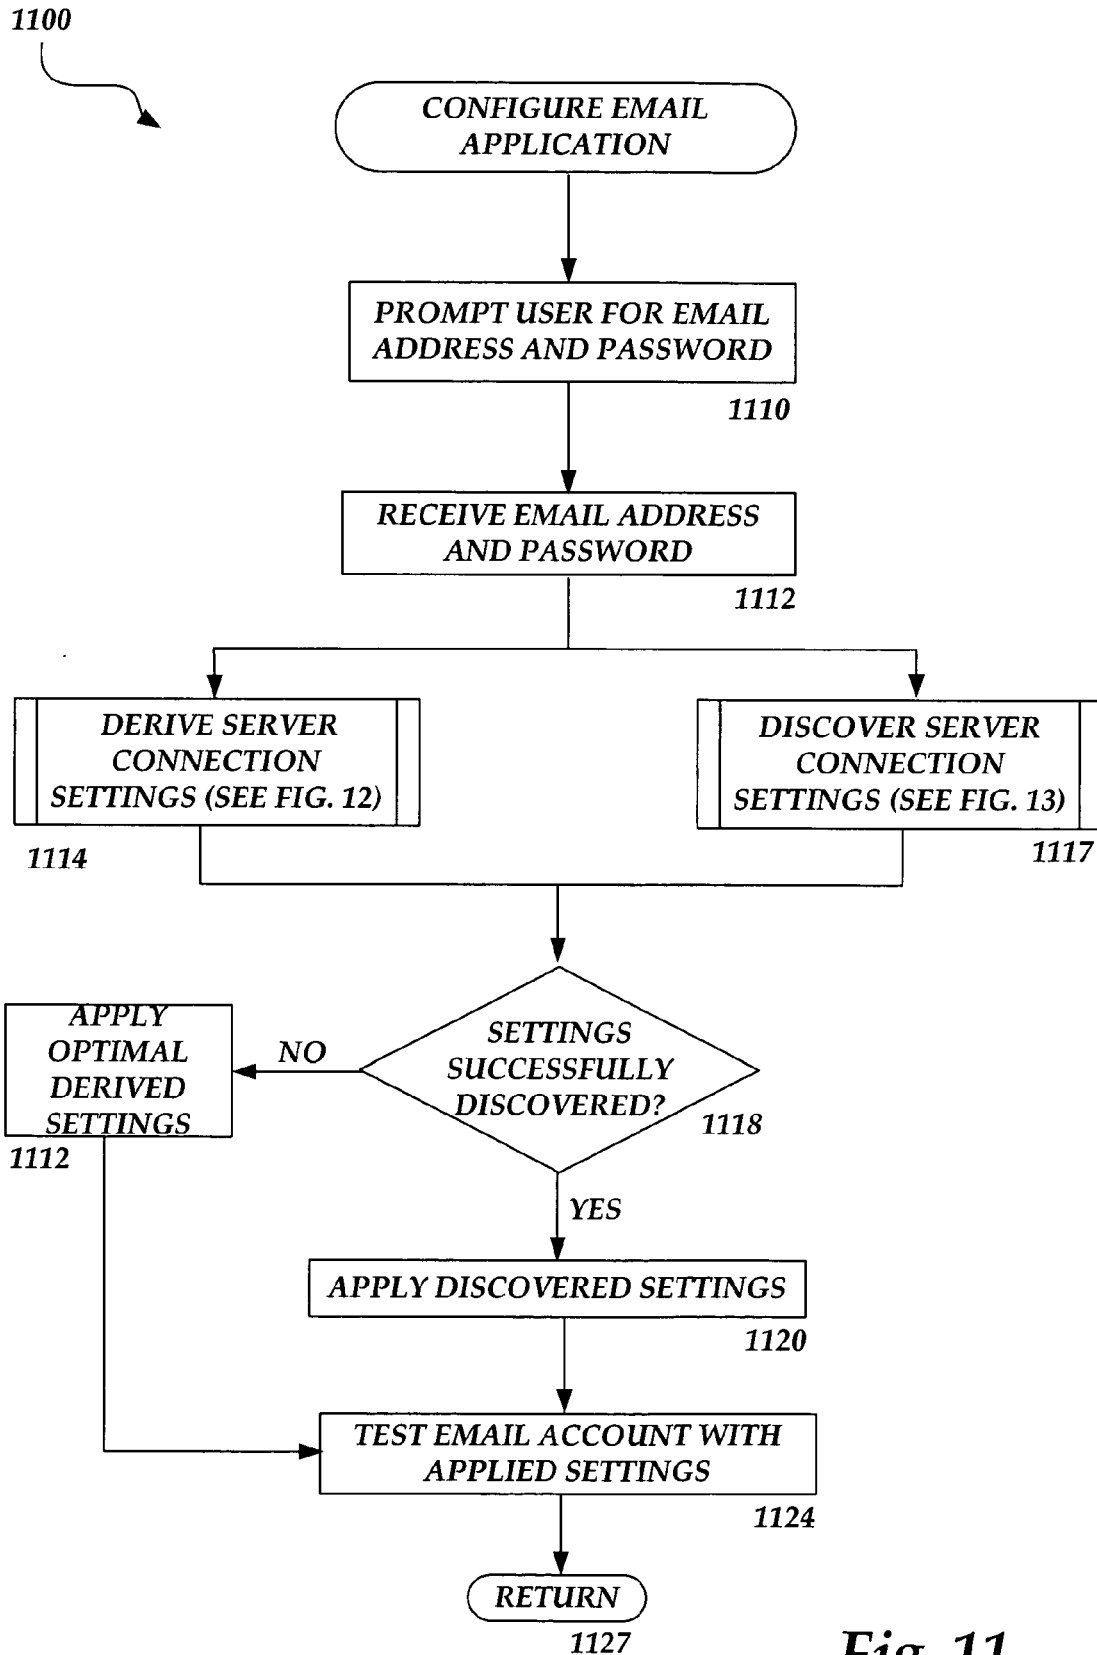 1100
CONFIGURE EMAIL
APPLICATION
PROMPT USER FOR EMAIL
ADDRESS AND PASSWORD
1110
RECEIVE EMAIL ADDRESS
AND PASSWORD
1112
DERIVE SERVER
CONNECTION
SETTINGS (SEE FIG. 12)
1114
DISCOVER SERVER
CONNECTION
SETTINGS (SEE FIG. 13)
1117
SETTINGS
SUCCESSFULLY
DISCOVERED?
1118
NO
APPLY
OPTIMAL
DERIVED
SETTINGS
1112
YES
APPLY DISCOVERED SETTINGS
1120
TEST EMAIL ACCOUNT WITH
APPLIED SETTINGS
1124
RETURN
1127
Fig. 11